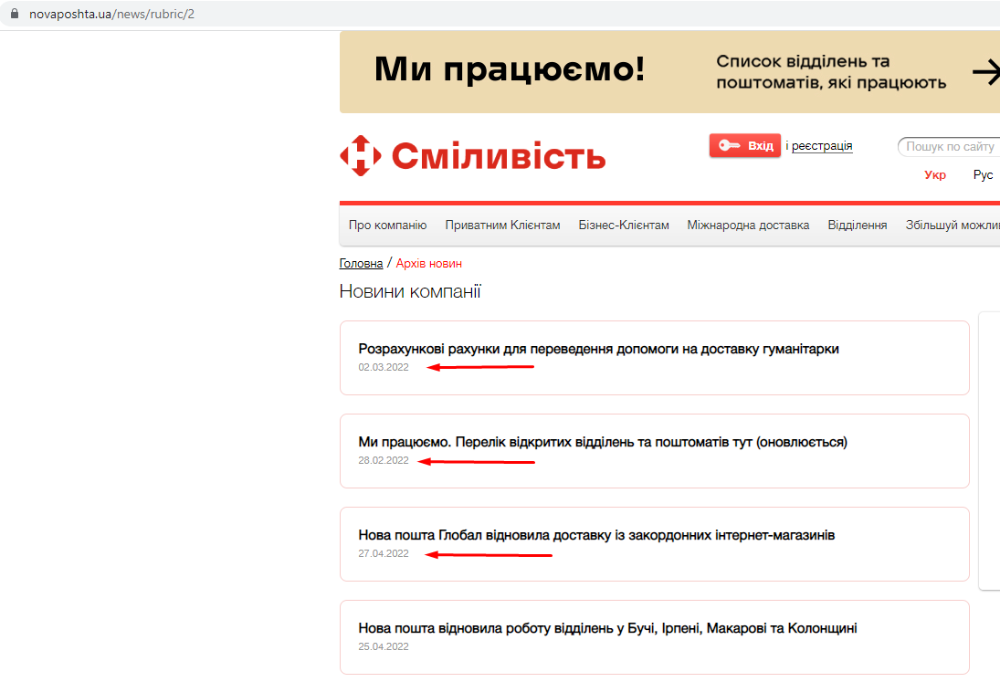 novaposhta.ua/news/rubric/2
Ми працюємо!
Список відділень та
поштоматів, які працюють
Сміливість
Вхід і реєстрація
Пошук по сайту
Укр Рус
Про компанію Приватним Клієнтам Бізнес-Клієнтам Міжнародна доставка Відділення Збільшуй
Головна / Архів новин
Новини компанії
Розрахункові рахунки для переведення допомоги на доставку гуманітарки
02.03.2022
Ми працюємо. Перелік відкритих відділень та поштоматів тут (оновлюється)
28.02.2022
Нова пошта Глобал відновила доставку із закордонних інтернет-магазинів
27.04.2022
Нова пошта відновила роботу відділень у Бучі, Ірпені, Макарові та Колонщині
25.04.2022